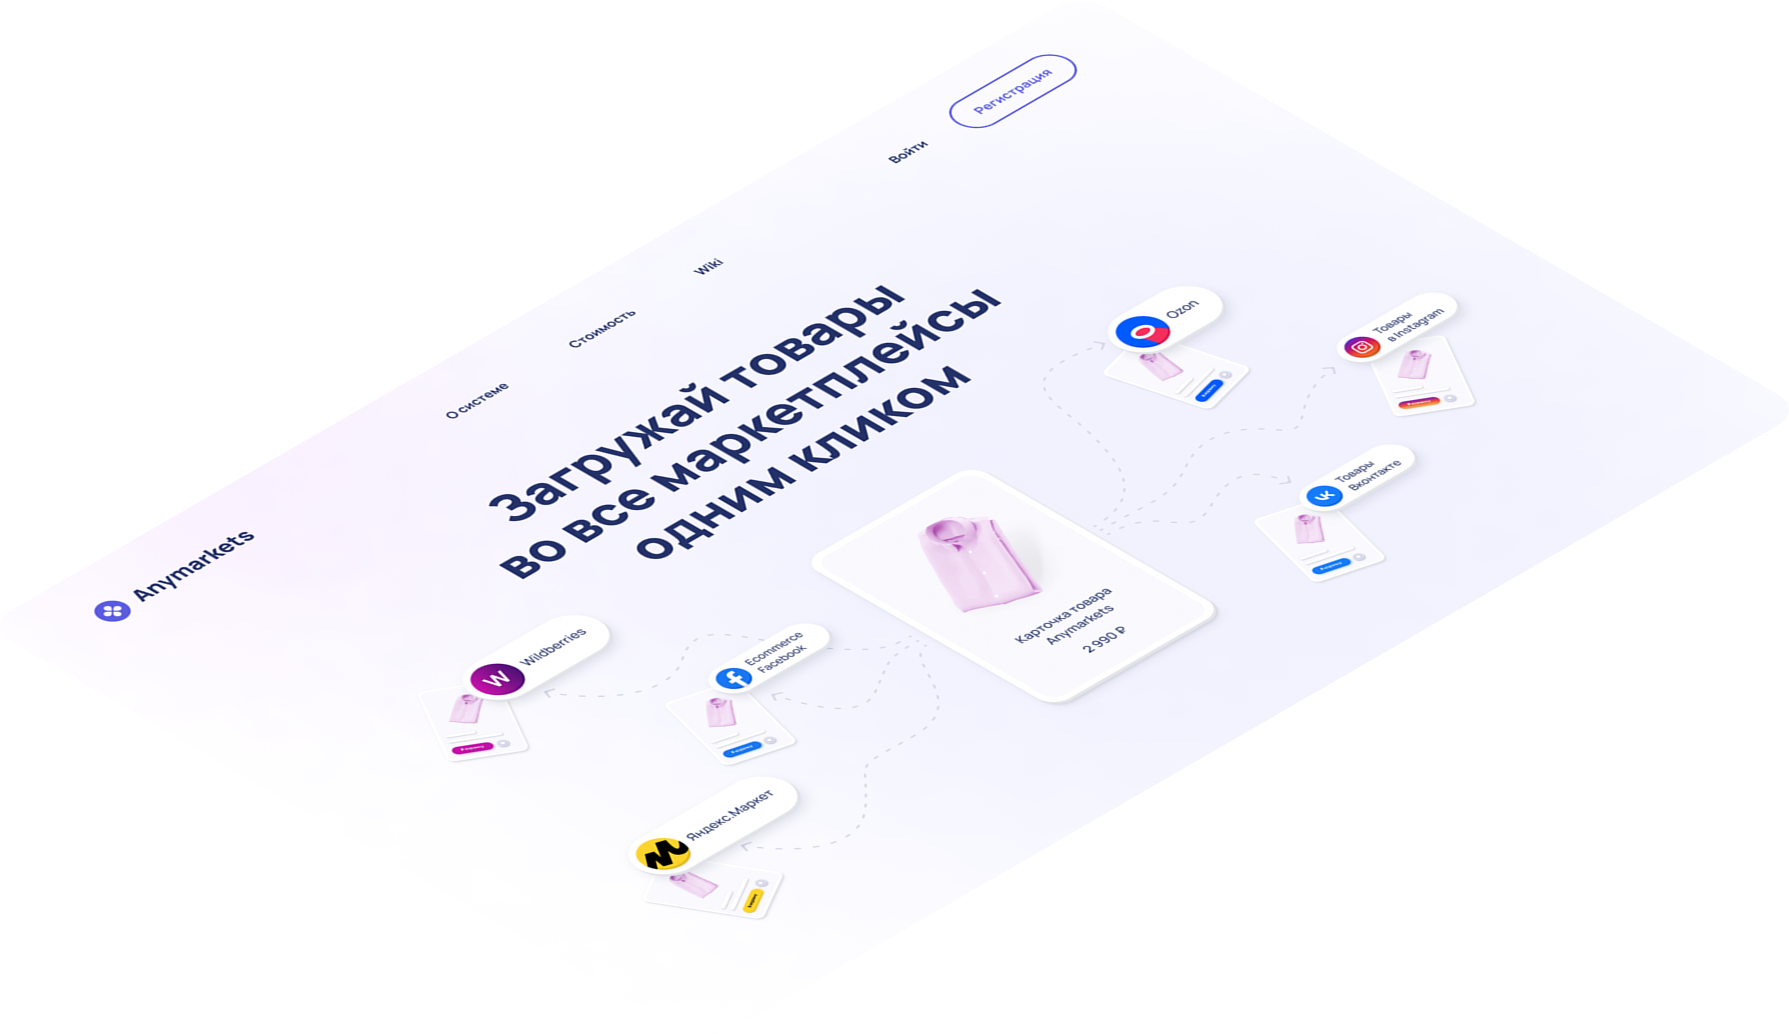 Anymarkets
О системе
Стоимость
Wiki
Войти
Регистрация
Загружай товары
во все маркетплейсы
одним кликом
Ozon
Товары
в Instagram
Товары
Вконтакте
Карточка товара
Anymarkets
2 990 ₽
W
Wildberries
Ecommerce
Facebook
Яндекс.Маркет